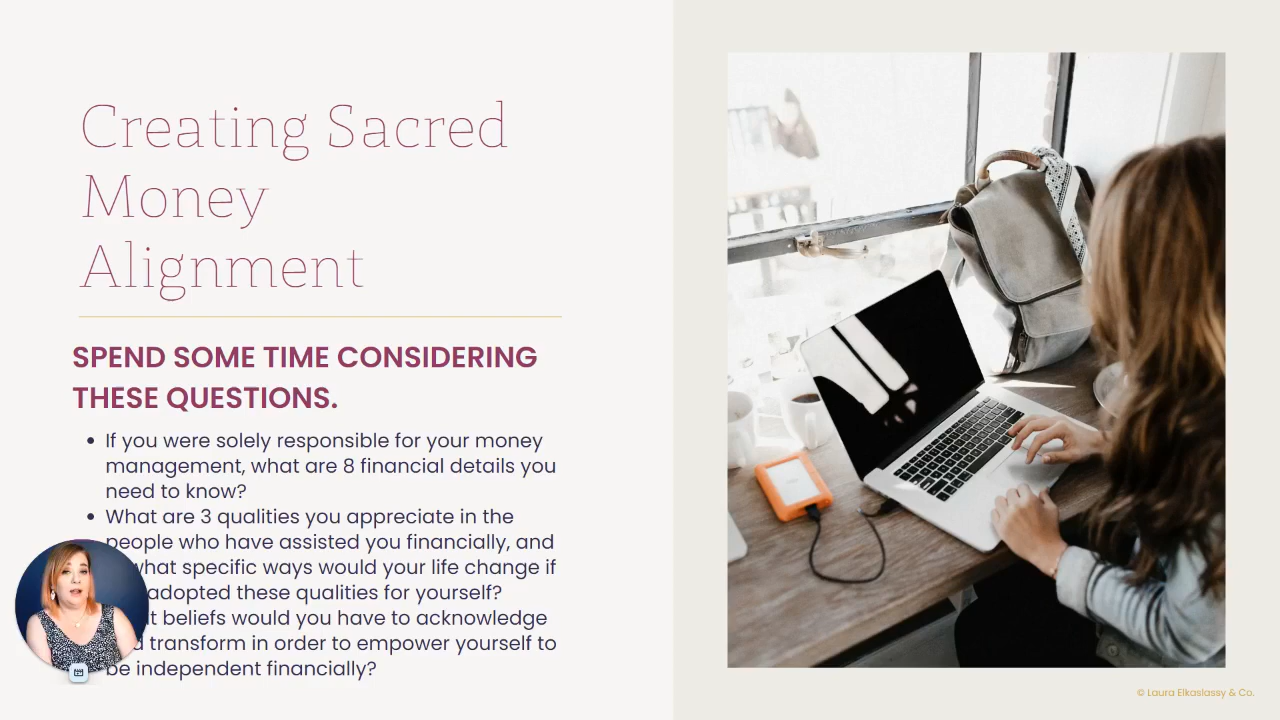 Creating Sacred
Money
Alignment
SPEND SOME TIME CONSIDERING
THESE QUESTIONS.
• If you were solely responsible for your money
management, what are 8 financial details you
need to know?
• What are 3 qualities you appreciate in the
people who have assisted you financially, and
what specific ways would your life change if
adopted these qualities for yourself?
beliefs would you have to acknowledge
transform in order to empower yourself to
be independent financially?
© Laura Elkaslassy & Co.